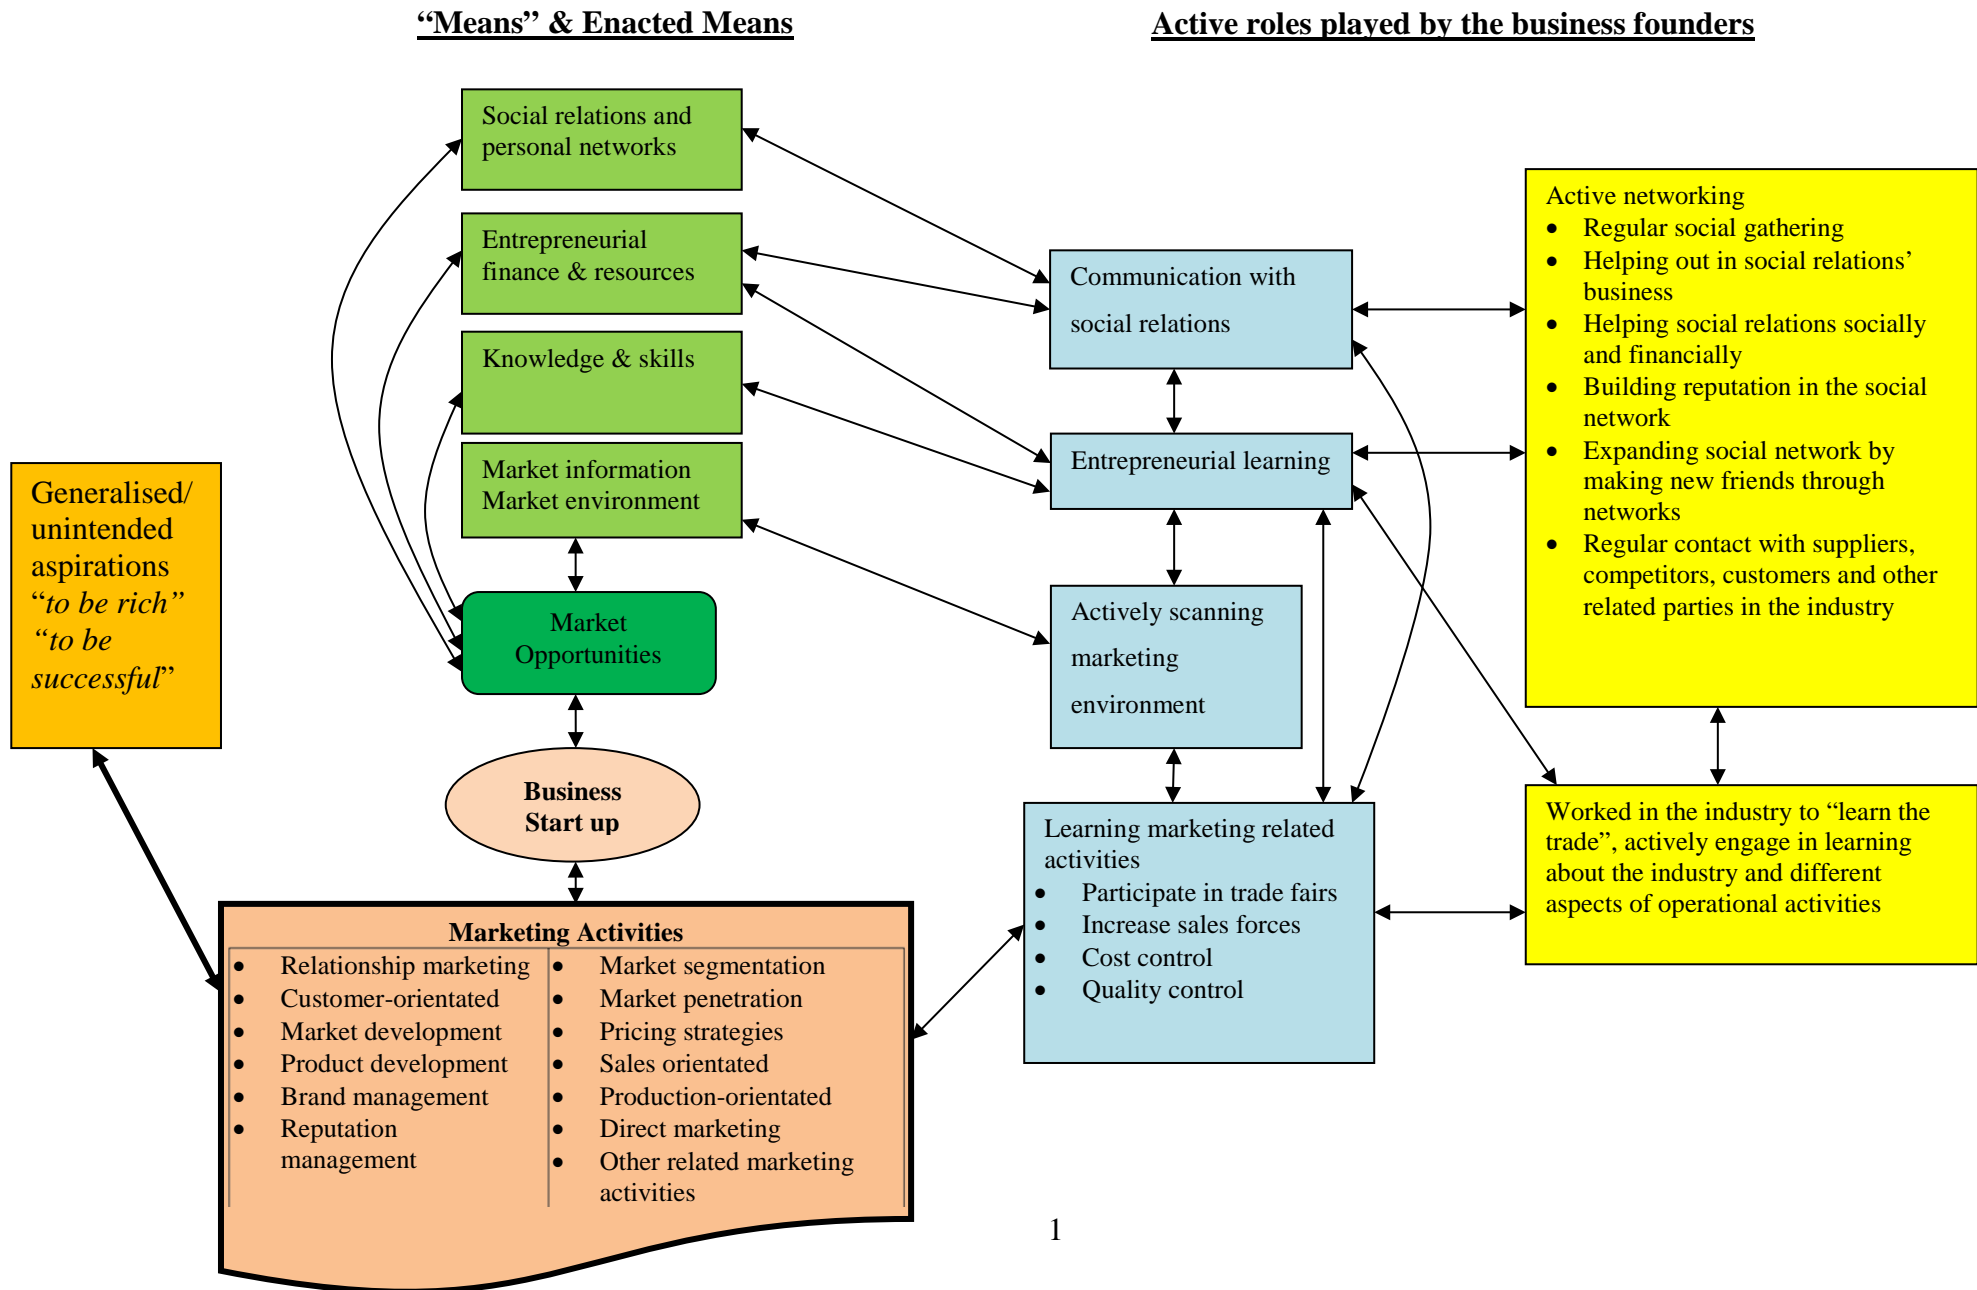 “Means” & Enacted Means
Active roles played by the business founders
Social relations and
personal networks
Entrepreneurial
finance & resources
Knowledge & skills
Market information
Market environment
Market
Opportunities
Business
Start up
Generalised/
unintended
aspirations
“to be rich”
“to be
successful”
Marketing Activities
• Relationship marketing
• Customer-orientated
• Market development
• Product development
• Brand management
• Reputation
management
• Market segmentation
• Market penetration
• Pricing strategies
• Sales orientated
• Production-orientated
• Direct marketing
• Other related marketing
activities
Communication with
social relations
Entrepreneurial learning
Actively scanning
marketing
environment
Learning marketing related
activities
• Participate in trade fairs
• Increase sales forces
• Cost control
• Quality control
Active networking
• Regular social gathering
• Helping out in social relations’
business
• Helping social relations socially
and financially
• Building reputation in the social
network
• Expanding social network by
making new friends through
networks
• Regular contact with suppliers,
competitors, customers and other
related parties in the industry
Worked in the industry to “learn the
trade”, actively engage in learning
about the industry and different
aspects of operational activities
1